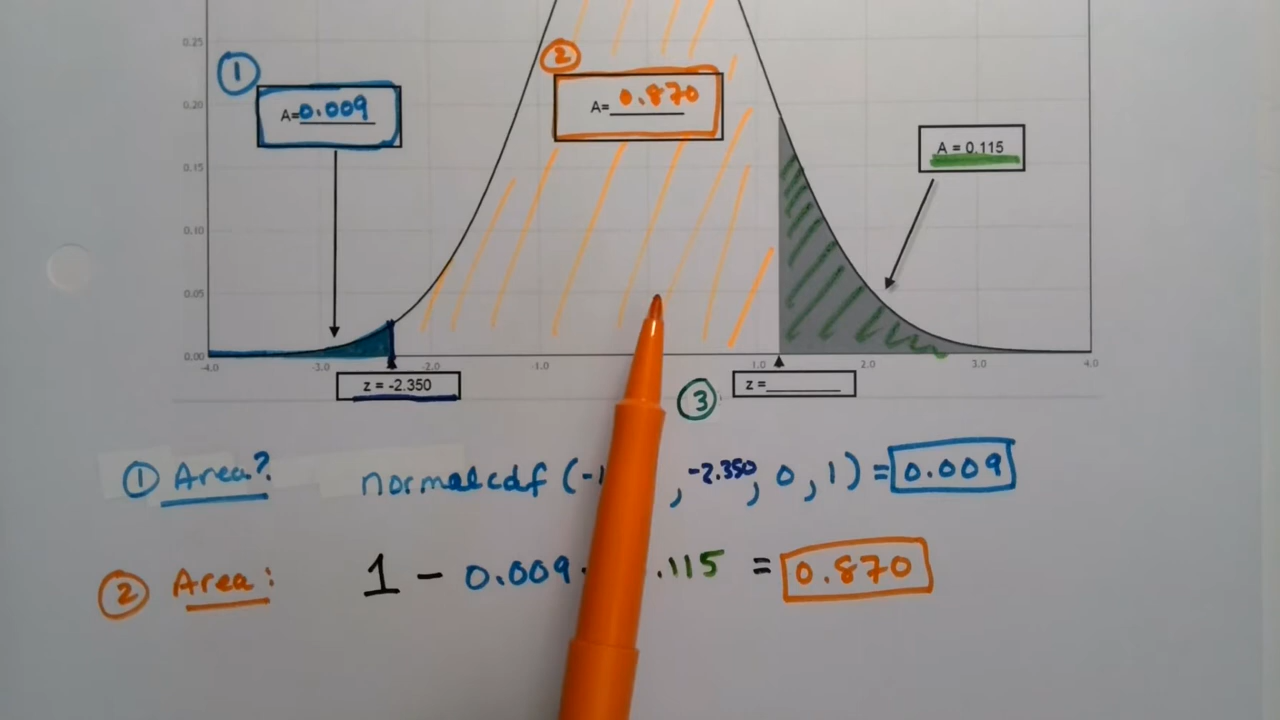 0.25
① ②
A=0.009 A= 0.870
0.20
A = 0.115
0.15
0.10
0.05
0.00
-4.0 -3.0 -2.0 -1.0 1.0 2.0 3.0 4.0
z = -2.350 ③ z =________
① Area? normalcdf (-1 , -2.350, 0, 1) = 0.009
② Area: 1 - 0.009 .115 = 0.870